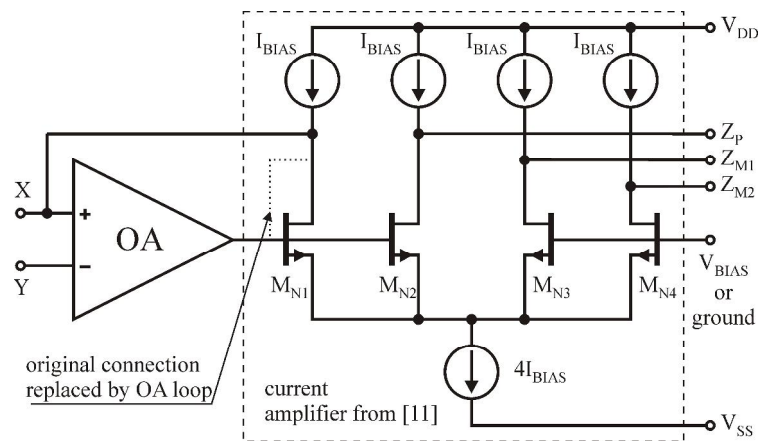 I_BIAS I_BIAS I_BIAS I_BIAS V_DD
Z_P
Z_M1
X Z_M2
+
OA
−
Y M_N1 M_N2 M_N3 M_N4 V_BIAS
or
ground
original connection
replaced by OA loop
4I_BIAS
current
amplifier from [11]
V_SS